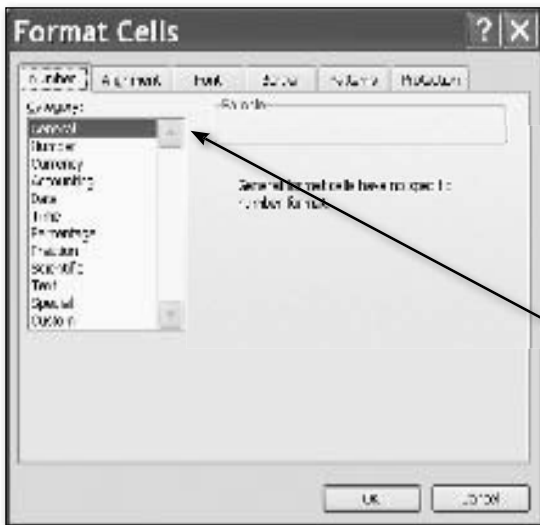 Format Cells
Number Alignment Font Border Patterns Protection
Category:
Sample
General
Number
Currency
Accounting
Date
Time
Percentage
Fraction
Scientific
Text
Special
Custom
General format cells have no specific
number format.
OK Cancel